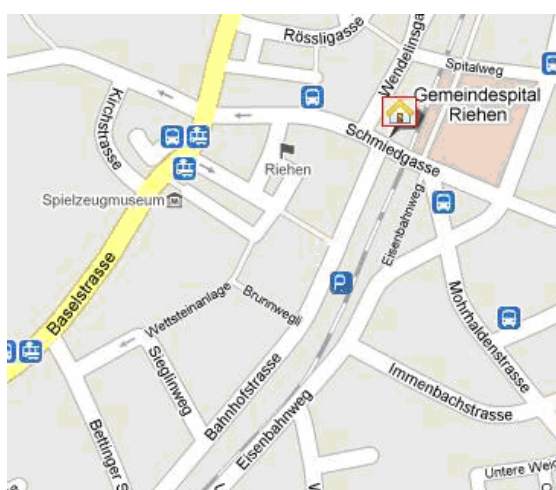 Rössligasse
Wendelinsga
Spitalweg
Gemeindespital
Riehen
Kirchstrasse
Schmiedgasse
Riehen
Spielzeugmuseum
Eisenbahnweg
P
Baselstrasse
Wettsteinanlage
Brunnwegli
Mohrhaldenstrasse
Sieglinweg
Bahnhofstrasse
Immenbachstrasse
Eisenbahnweg
Bettinger S
Untere Weid